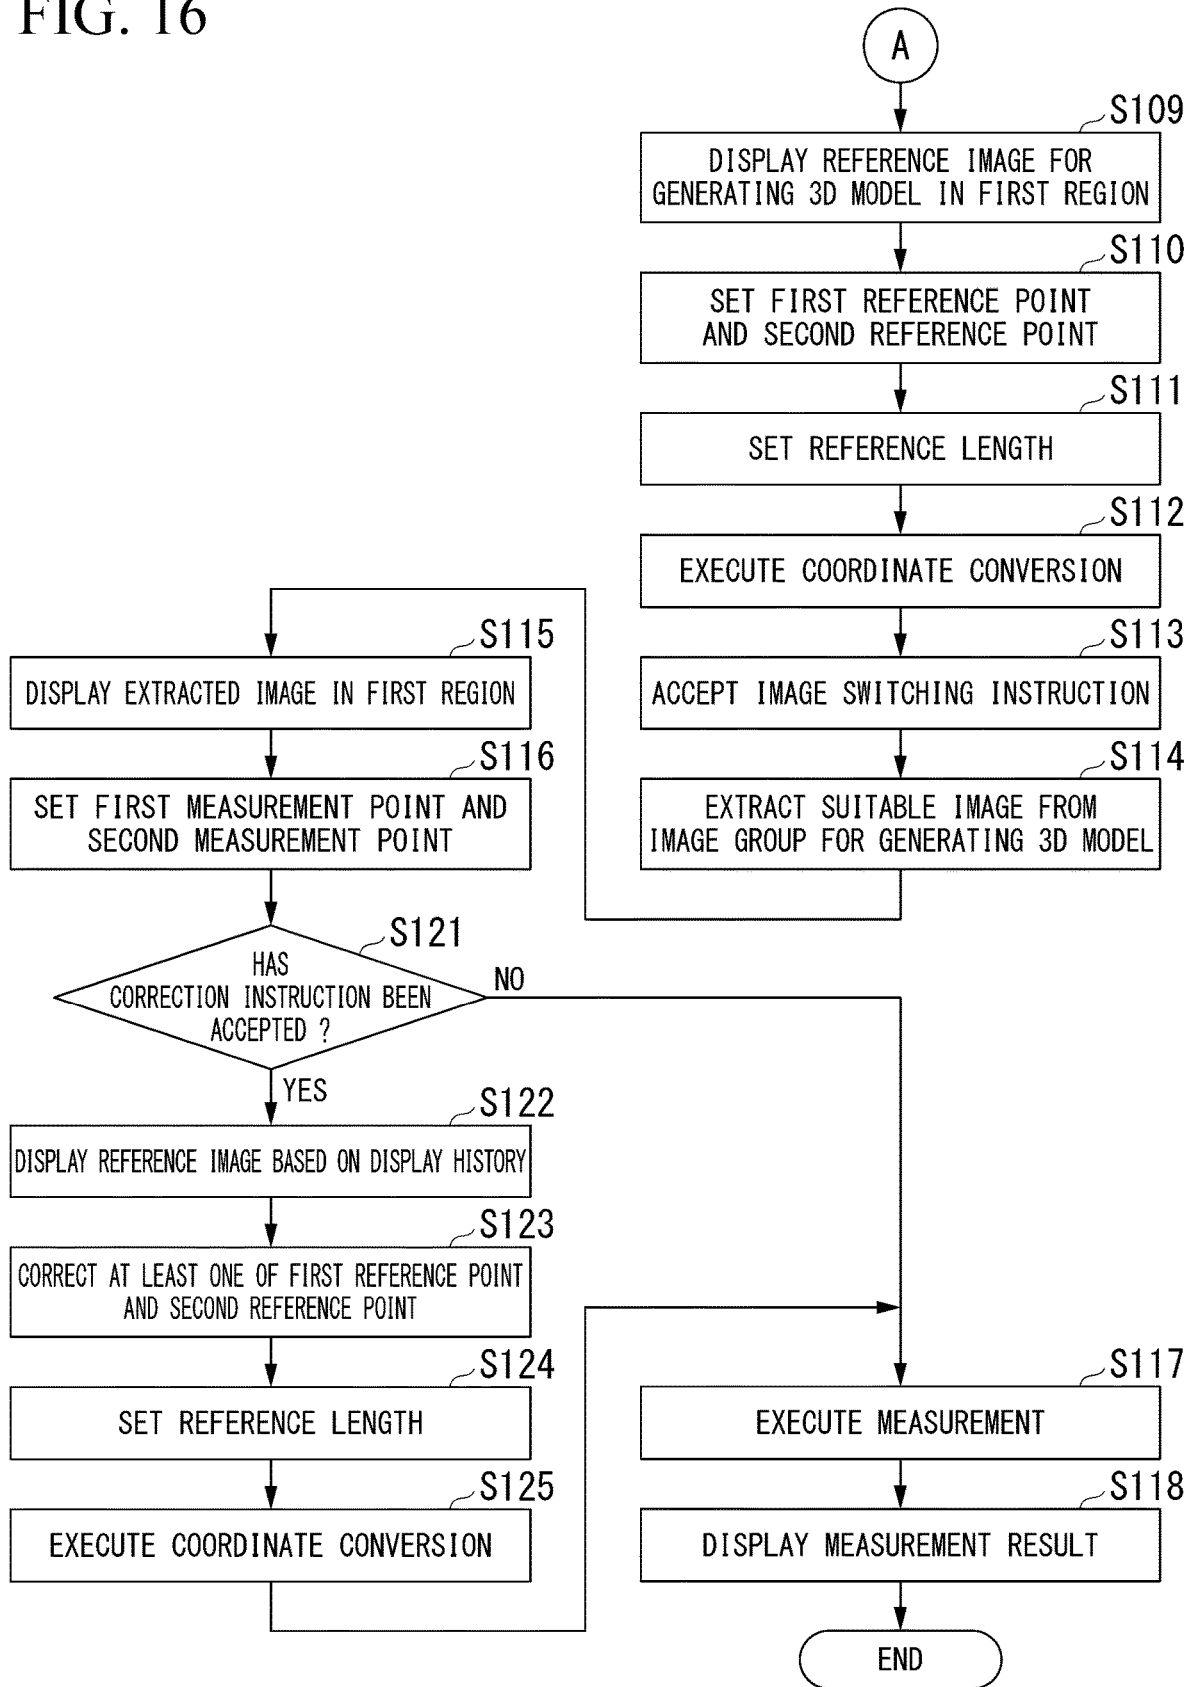 FIG. 16
A
S109
DISPLAY REFERENCE IMAGE FOR
GENERATING 3D MODEL IN FIRST REGION
S110
SET FIRST REFERENCE POINT
AND SECOND REFERENCE POINT
S111
SET REFERENCE LENGTH
S112
EXECUTE COORDINATE CONVERSION
S113
ACCEPT IMAGE SWITCHING INSTRUCTION
S114
EXTRACT SUITABLE IMAGE FROM
IMAGE GROUP FOR GENERATING 3D MODEL
S115
DISPLAY EXTRACTED IMAGE IN FIRST REGION
S116
SET FIRST MEASUREMENT POINT AND
SECOND MEASUREMENT POINT
S121
HAS
CORRECTION INSTRUCTION BEEN
ACCEPTED ?
NO
YES
S122
DISPLAY REFERENCE IMAGE BASED ON DISPLAY HISTORY
S123
CORRECT AT LEAST ONE OF FIRST REFERENCE POINT
AND SECOND REFERENCE POINT
S124
SET REFERENCE LENGTH
S125
EXECUTE COORDINATE CONVERSION
S117
EXECUTE MEASUREMENT
S118
DISPLAY MEASUREMENT RESULT
END